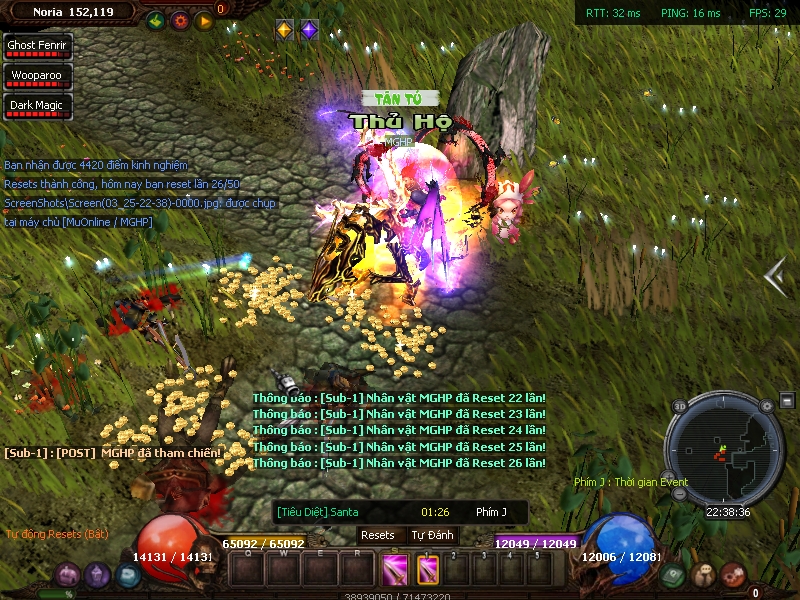 Noria 152,119
0
RTT: 32 ms PING: 16 ms FPS: 29
Ghost Fenrir
Wooparoo
Dark Magic
TÂN TÚ
Thủ Hộ
MGHP
Bạn nhận được 4420 điểm kinh nghiệm
Resets thành công, hôm nay bạn reset lần 26/50
ScreenShots\Screen(03_25-22-38)-0000.jpg: được chụp
tại máy chủ [MuOnline / MGHP]
Thông báo : [Sub-1] Nhân vật MGHP đã Reset 22 lần!
Thông báo : [Sub-1] Nhân vật MGHP đã Reset 23 lần!
Thông báo : [Sub-1] Nhân vật MGHP đã Reset 24 lần!
Thông báo : [Sub-1] Nhân vật MGHP đã Reset 25 lần!
Thông báo : [Sub-1] Nhân vật MGHP đã Reset 26 lần!
[Sub-1] : [POST] MGHP đã tham chiến!
3D
Phím J : Thời gian Event
22:38:36
[Tiêu Diệt] Santa 01:26 Phím J
Tự động Resets (Bật)
Resets Tự Đánh
14131 / 14131
65092 / 65092
12049 / 12049
12006 / 12081
Q W E R 1 2 3 4 5
%
38939050 / 71473220
0